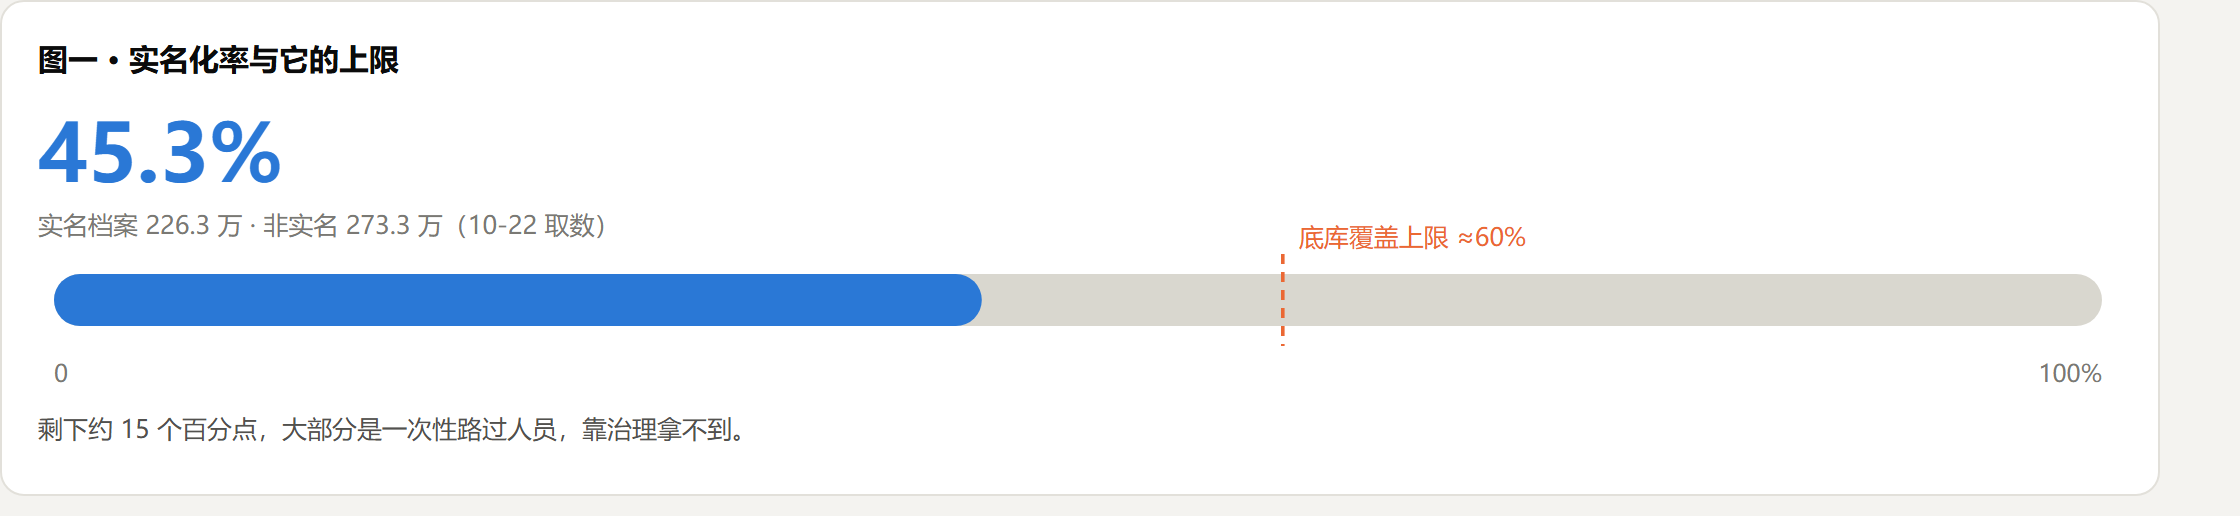 图一 · 实名化率与它的上限
45.3%
实名档案 226.3 万 · 非实名 273.3 万（10-22 取数）
底库覆盖上限 ≈60%
0
100%
剩下约 15 个百分点，大部分是一次性路过人员，靠治理拿不到。